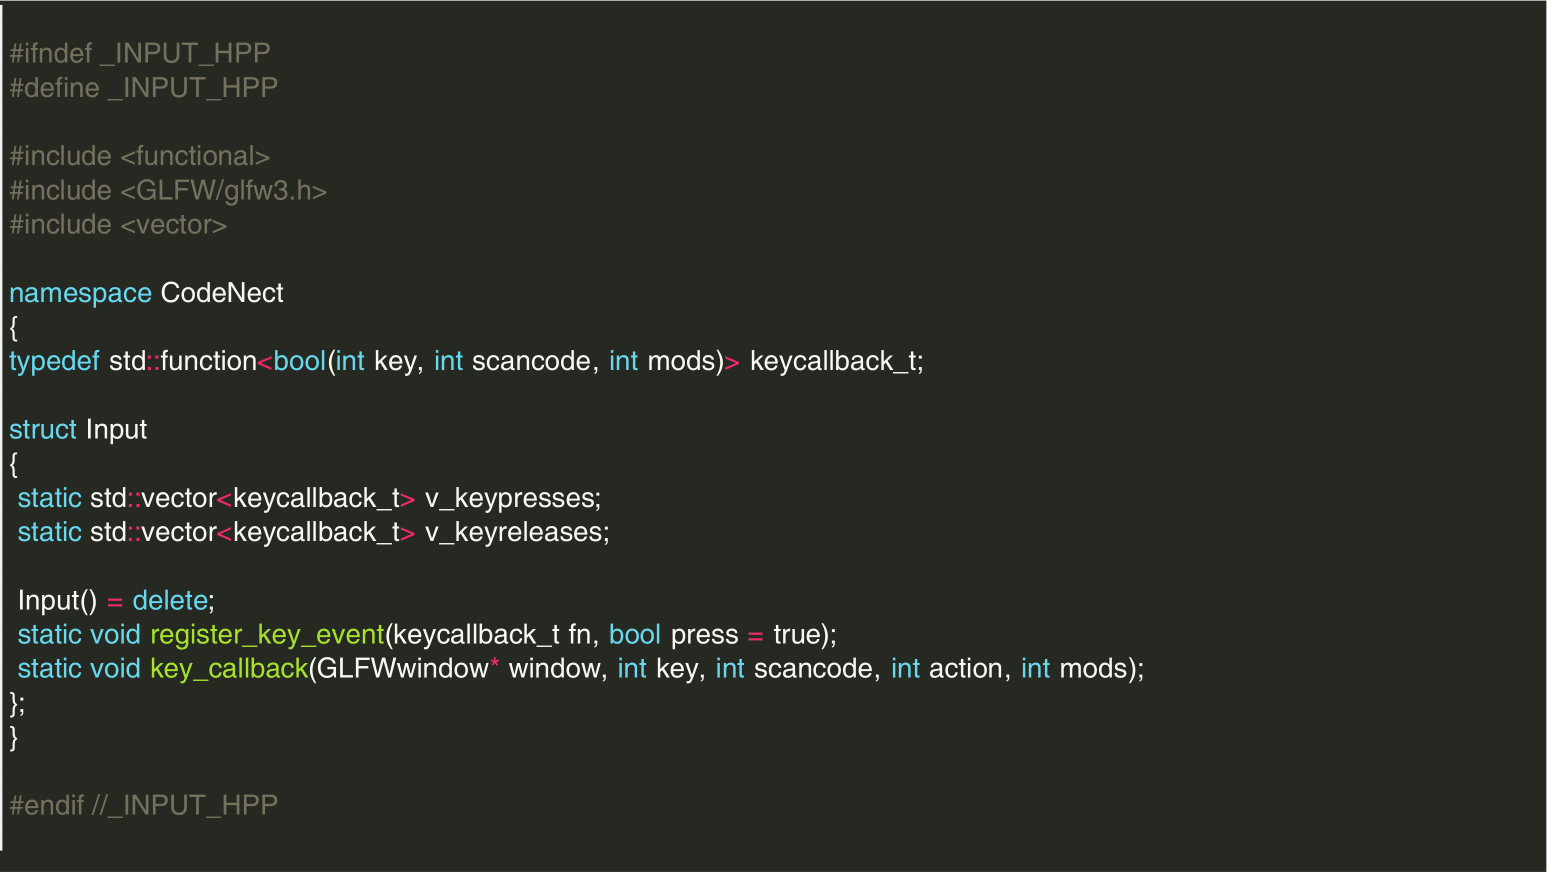 #ifndef _INPUT_HPP
#define _INPUT_HPP
#include <functional>
#include <GLFW/glfw3.h>
#include <vector>
namespace CodeNect
{
typedef std::function<bool(int key, int scancode, int mods)> keycallback_t;
struct Input
{
static std::vector<keycallback_t> v_keypresses;
static std::vector<keycallback_t> v_keyreleases;
Input() = delete;
static void register_key_event(keycallback_t fn, bool press = true);
static void key_callback(GLFWwindow* window, int key, int scancode, int action, int mods);
};
}
#endif //_INPUT_HPP